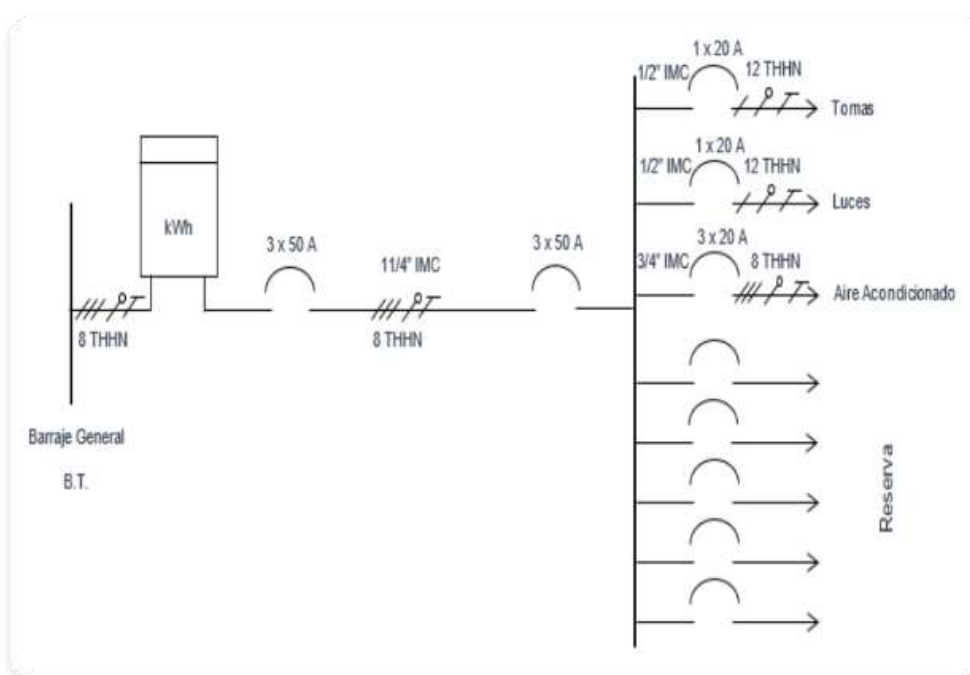 1 x 20 A
1/2" IMC
12 THHN
Tomas
1 x 20 A
1/2" IMC
12 THHN
Luces
3 x 20 A
3/4" IMC
8 THHN
Aire Acondicionado
kWh
3 x 50 A
11/4" IMC
3 x 50 A
8 THHN
8 THHN
Barraje General
B.T.
Reserva